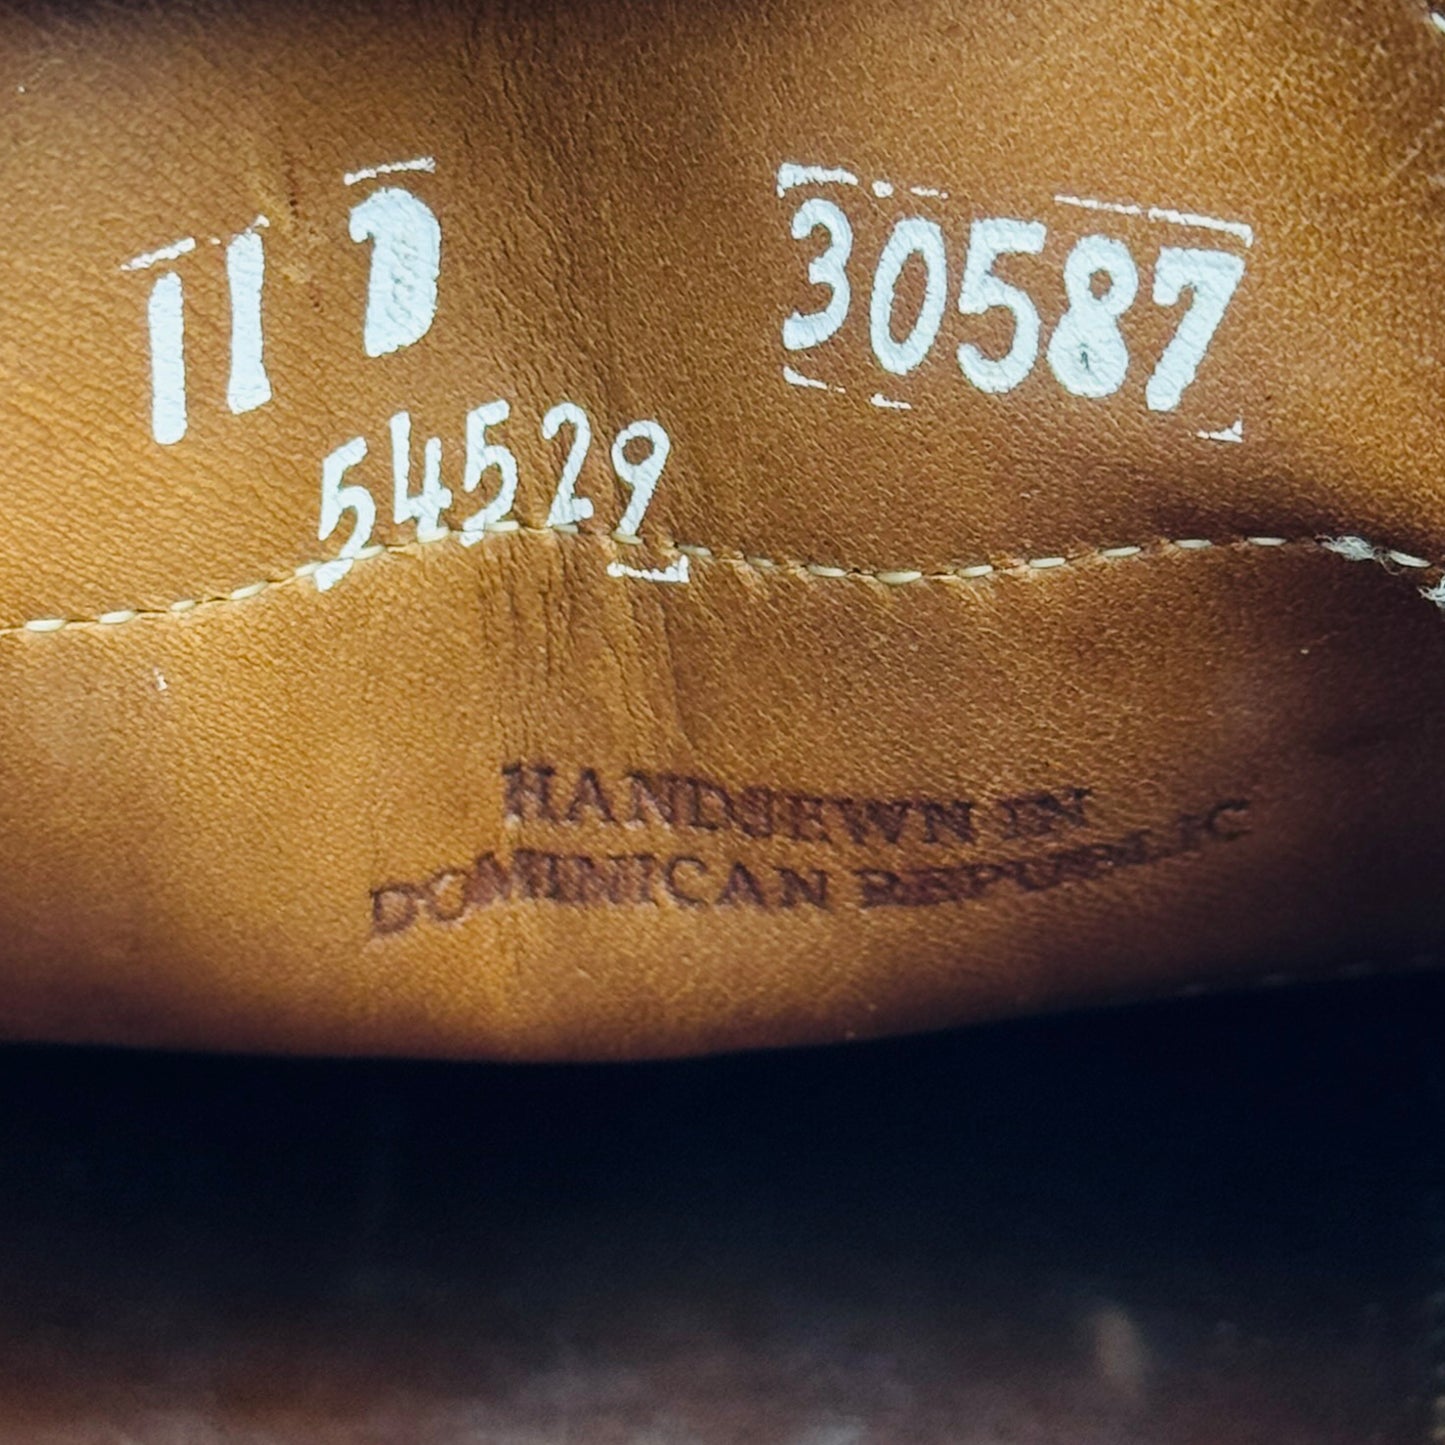 11 D 30587
54529
HANDSEWN IN
DOMINICAN REPUBLIC